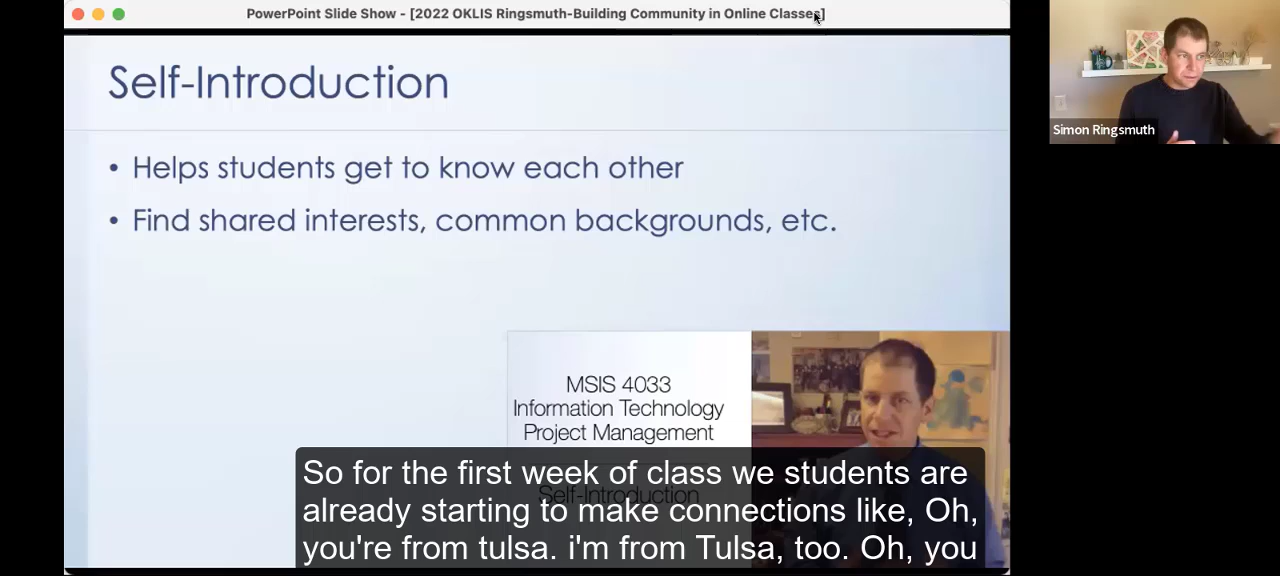 PowerPoint Slide Show - [2022 OKLIS Ringsmuth-Building Community in Online Classes]
Self-Introduction
• Helps students get to know each other
• Find shared interests, common backgrounds, etc.
MSIS 4033
Information Technology
Project Management
Self-Introduction
So for the first week of class we students are
already starting to make connections like, Oh,
you're from tulsa. i'm from Tulsa, too. Oh, you
Simon Ringsmuth